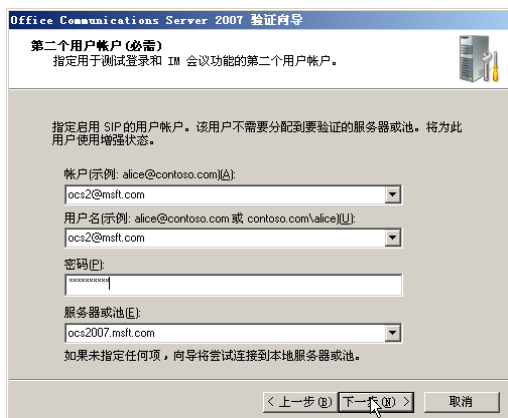 Office Communications Server 2007 验证向导
第二个用户帐户(必需)
指定用于测试登录和 IM 会议功能的第二个用户帐户。
指定启用 SIP的用户帐户。该用户不需要分配到要验证的服务器或池。将为此
用户使用增强状态。
帐户(示例: alice@contoso.com)(A):
ocs2@msft.com
用户名(示例: alice@contoso.com 或 contoso.com\alice)(U):
ocs2@msft.com
密码(P):
**********
服务器或池(E):
ocs2007.msft.com
如果未指定任何项，向导将尝试连接到本地服务器或池。
< 上一步(B) 下一步(N) > 取消